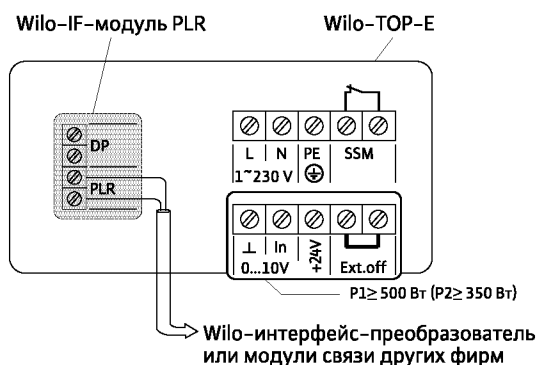 Wilo-IF-модуль PLR
Wilo-TOP-E
DP
PLR
L N PE SSM
1~230 V
⊥ In +24V
0...10V Ext.off
P1≥ 500 Вт (P2≥ 350 Вт)
Wilo-интерфейс-преобразователь
или модули связи других фирм